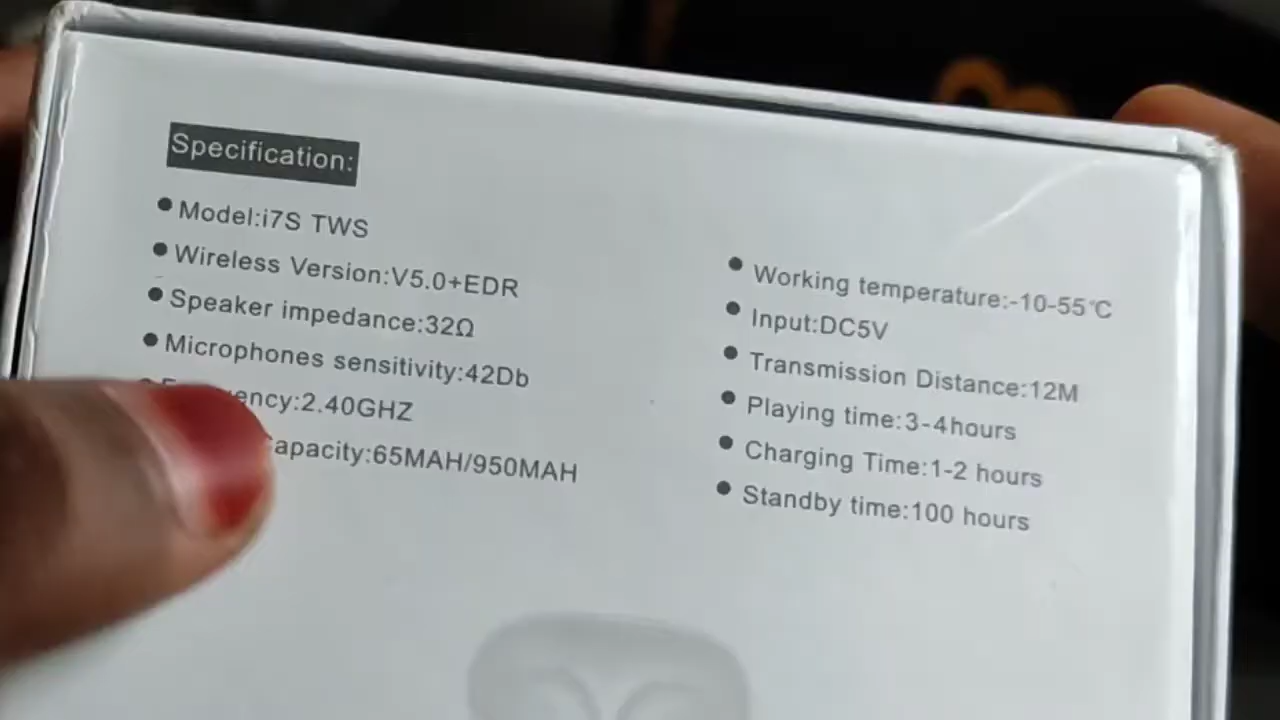 Specification:
Model:i7S TWS
Wireless Version:V5.0+EDR
Speaker impedance:32Ω
Microphones sensitivity:42Db
ency:2.40GHZ
apacity:65MAH/950MAH
Working temperature:-10-55℃
Input:DC5V
Transmission Distance:12M
Playing time:3-4hours
Charging Time:1-2 hours
Standby time:100 hours